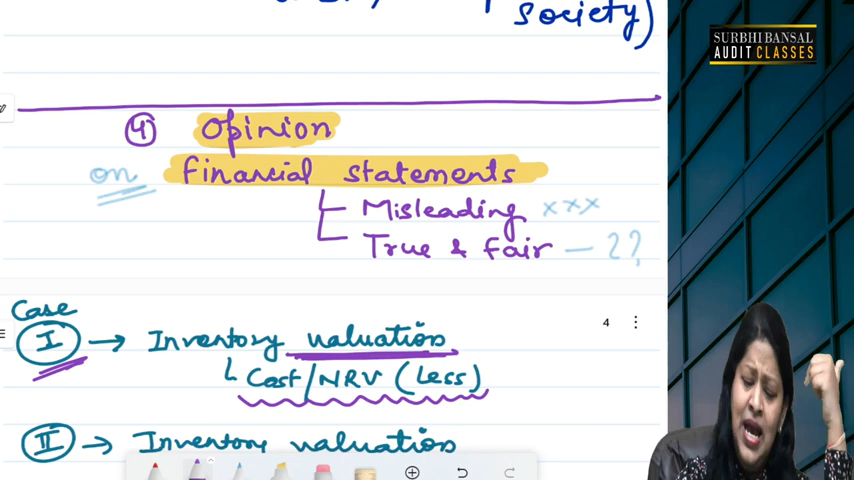 society)
SURBHI BANSAL
AUDIT CLASSES
4 Opinion
on financial statements
Misleading xxx
True & fair — ??
Case
I → Inventory valuation
4
Cost/NRV (Less)
II → Inventory valuation